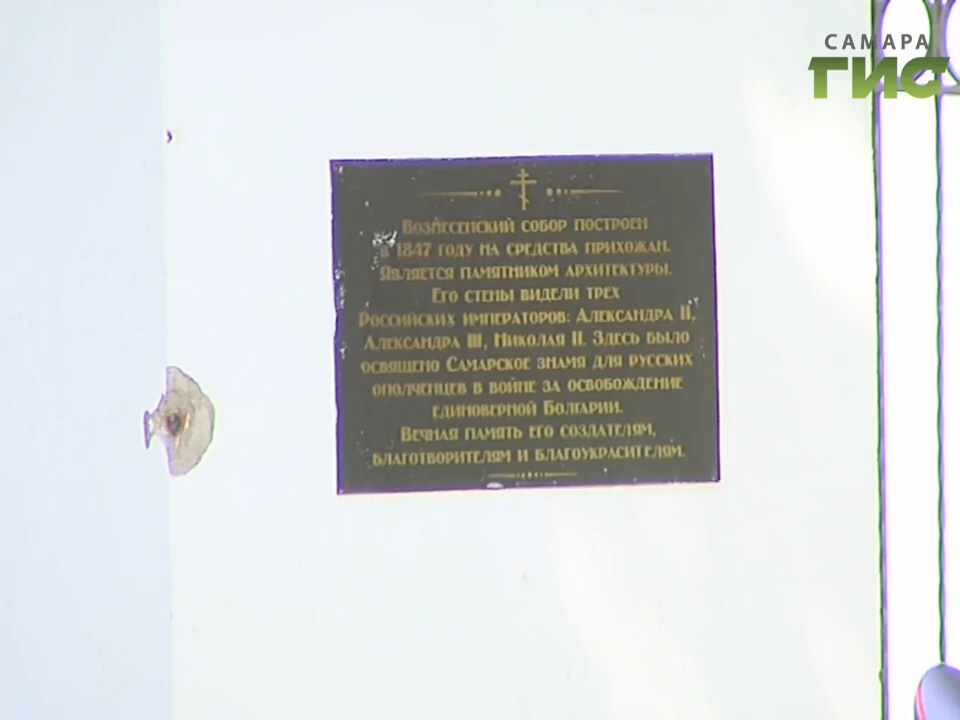 САМАРА
ГИС
Вознесенский собор построен
в 1847 году на средства прихожан.
Является памятником архитектуры.
Его стены видели трех
Российских императоров: Александра II,
Александра III, Николая II. Здесь было
освящено Самарское знамя для русских
ополченцев в войне за освобождение
единоверной Болгарии.
Вечная память его создателям,
благотворителям и благоукрасителям.